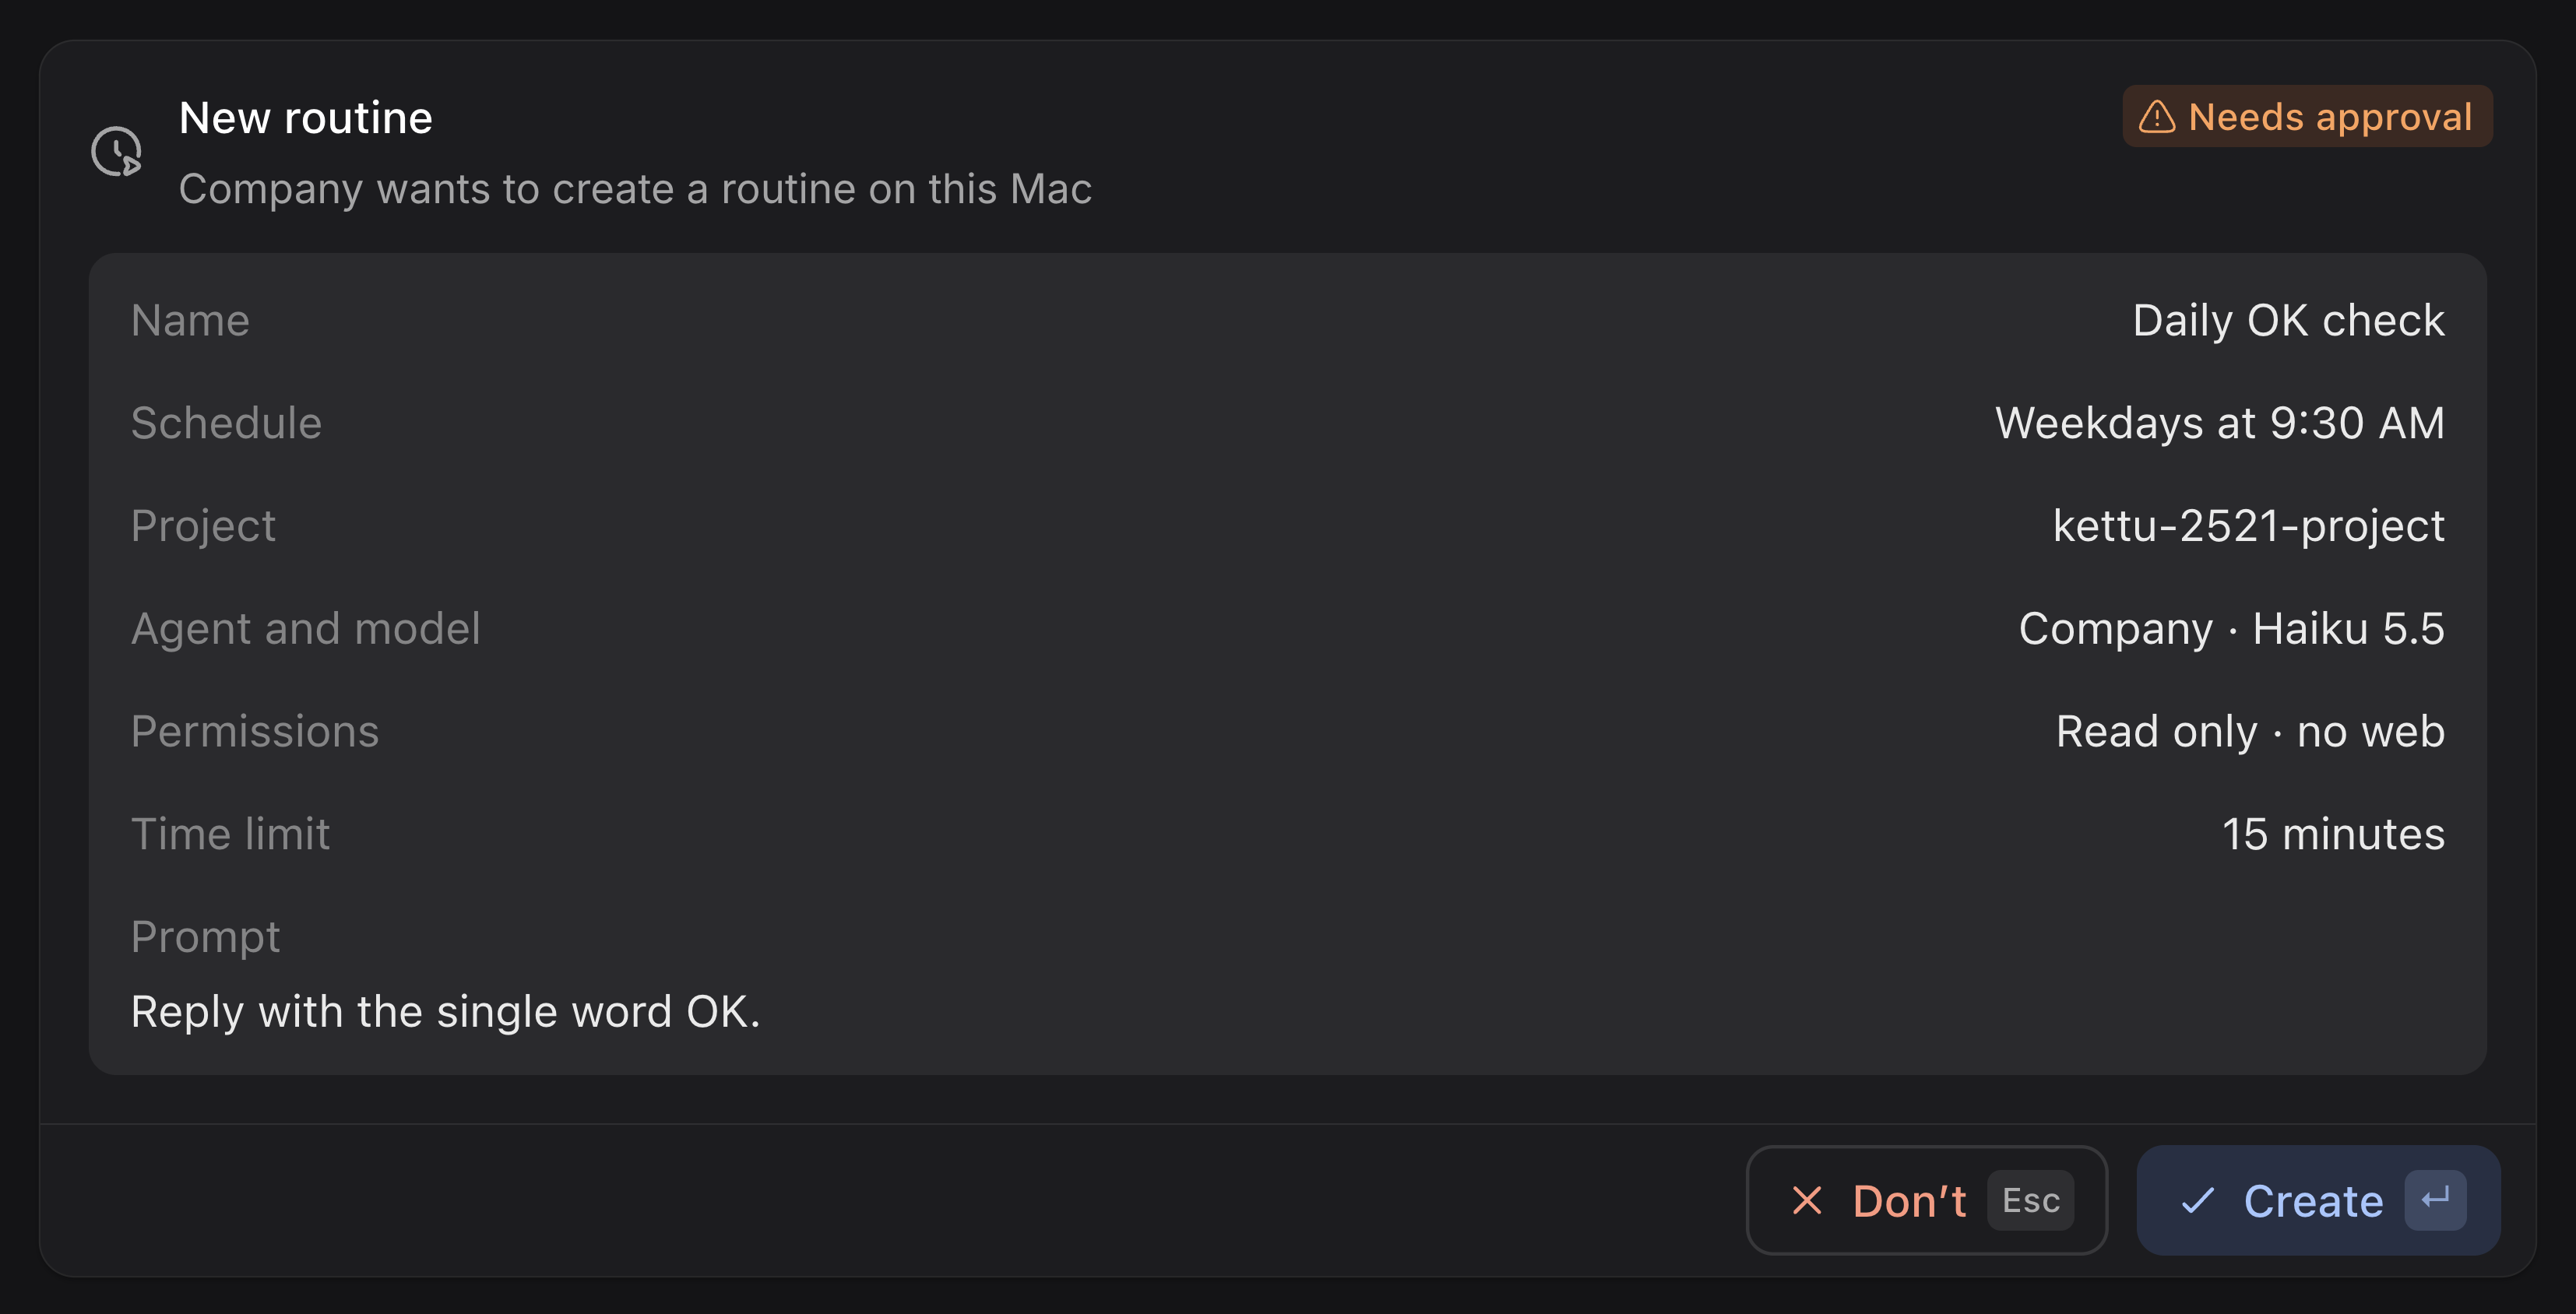 New routine
Needs approval
Company wants to create a routine on this Mac
Name
Daily OK check
Schedule
Weekdays at 9:30 AM
Project
kettu-2521-project
Agent and model
Company · Haiku 5.5
Permissions
Read only · no web
Time limit
15 minutes
Prompt
Reply with the single word OK.
Don’t Esc
Create